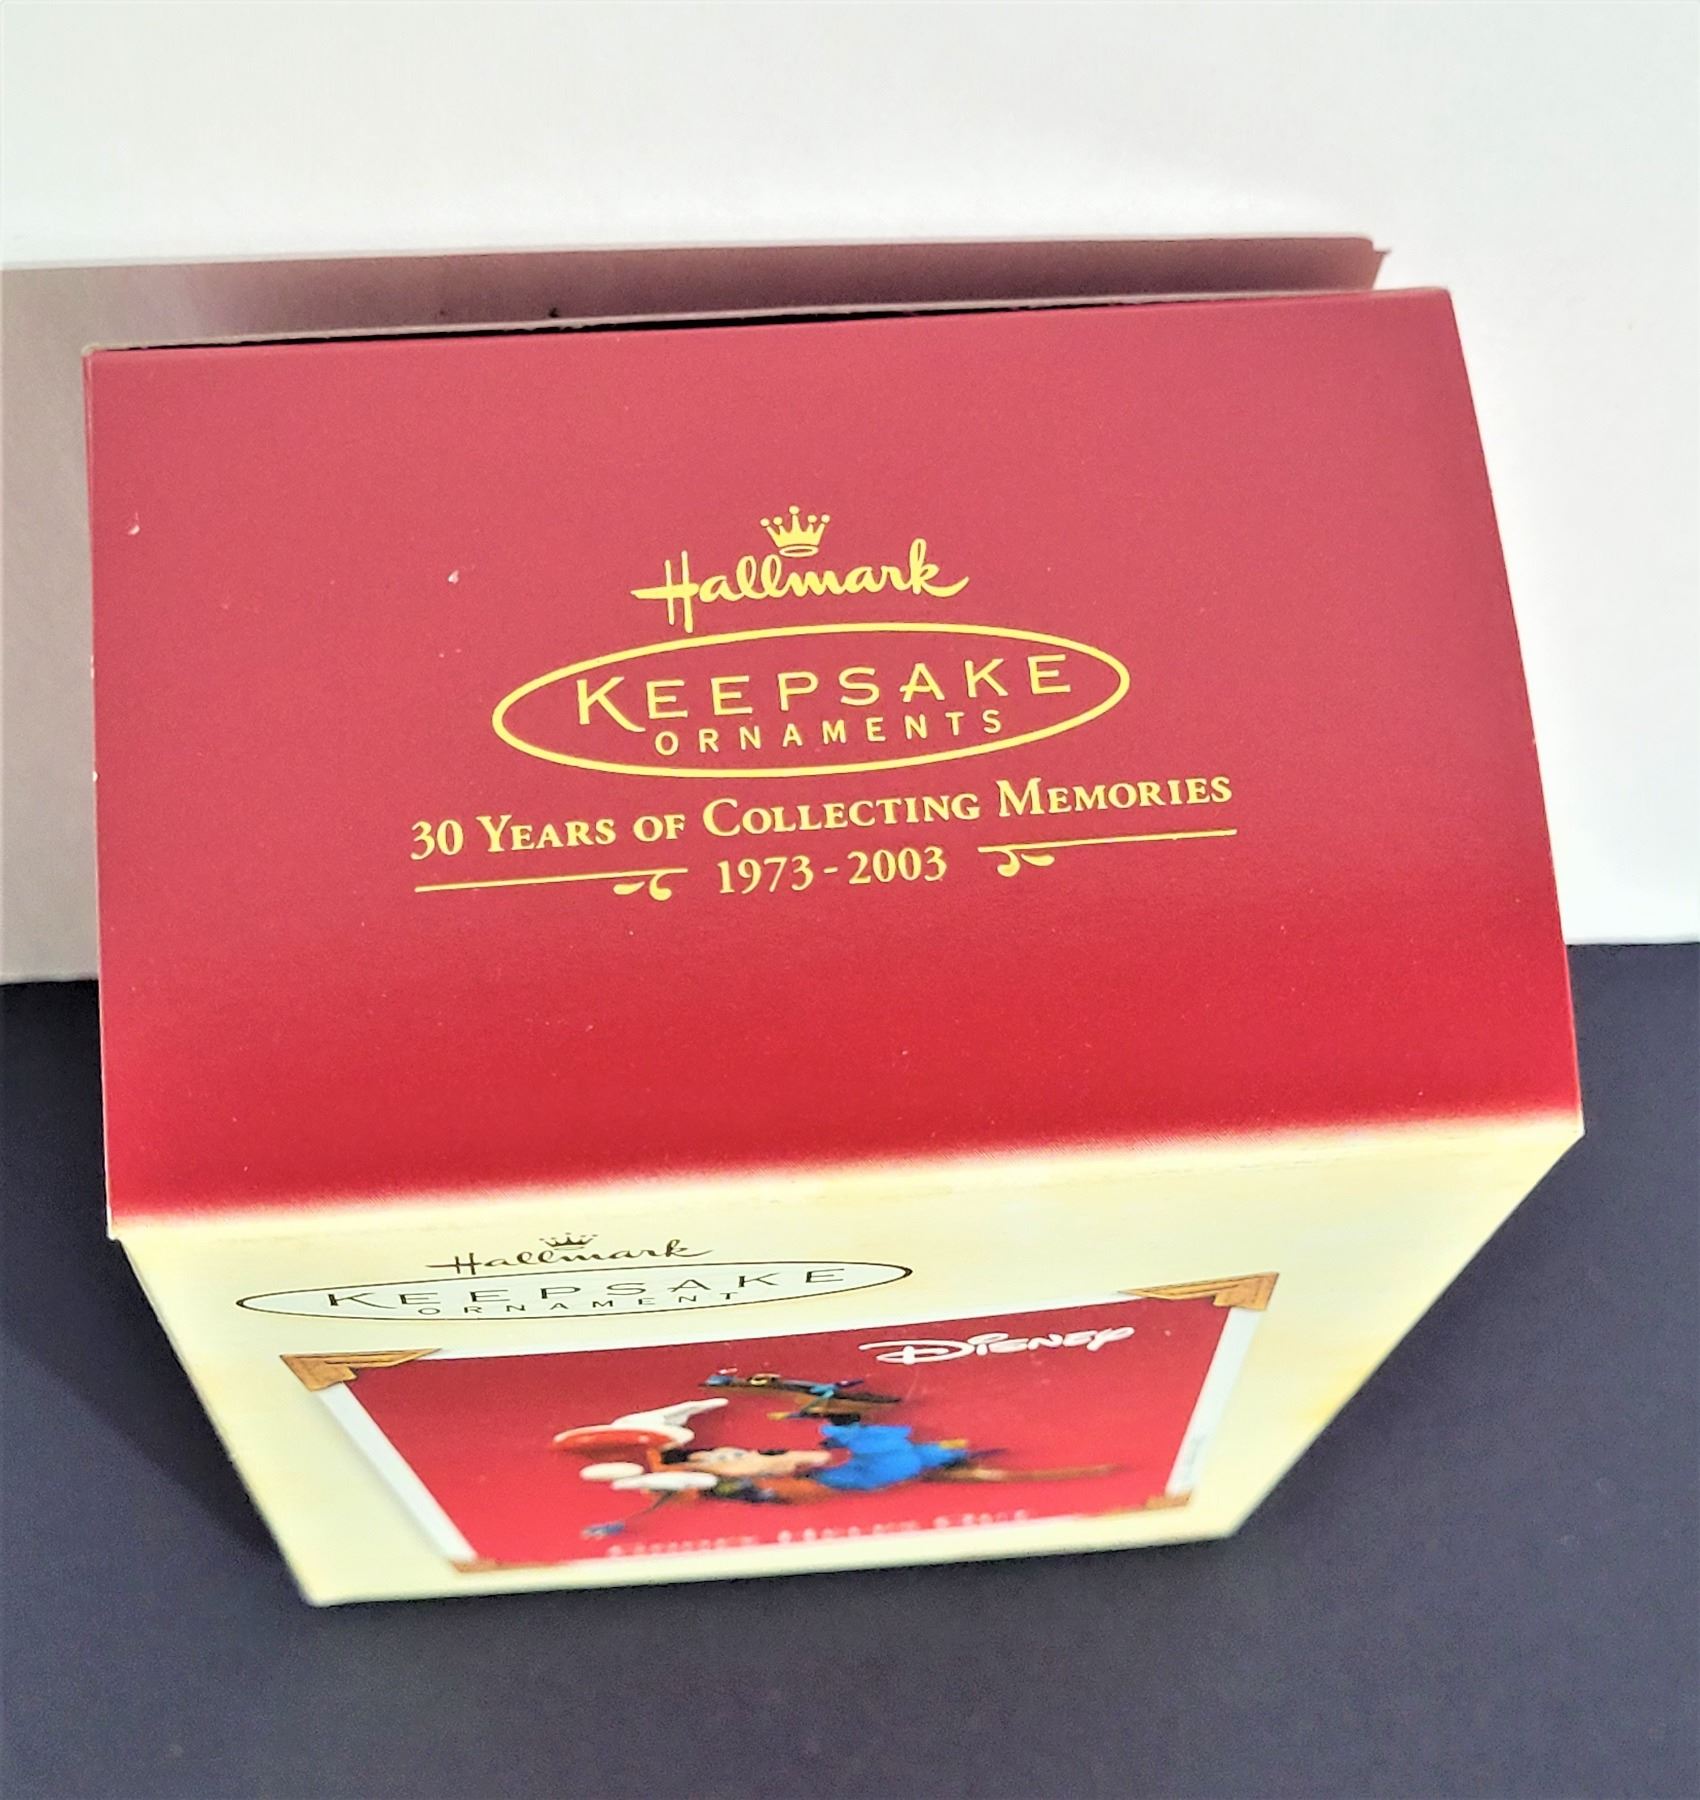 Hallmark
KEEPSAKE
ORNAMENTS
30 YEARS OF COLLECTING MEMORIES
1973-2003
Hallmark
KEEPSAKE
ORNAMENT
DISNEY